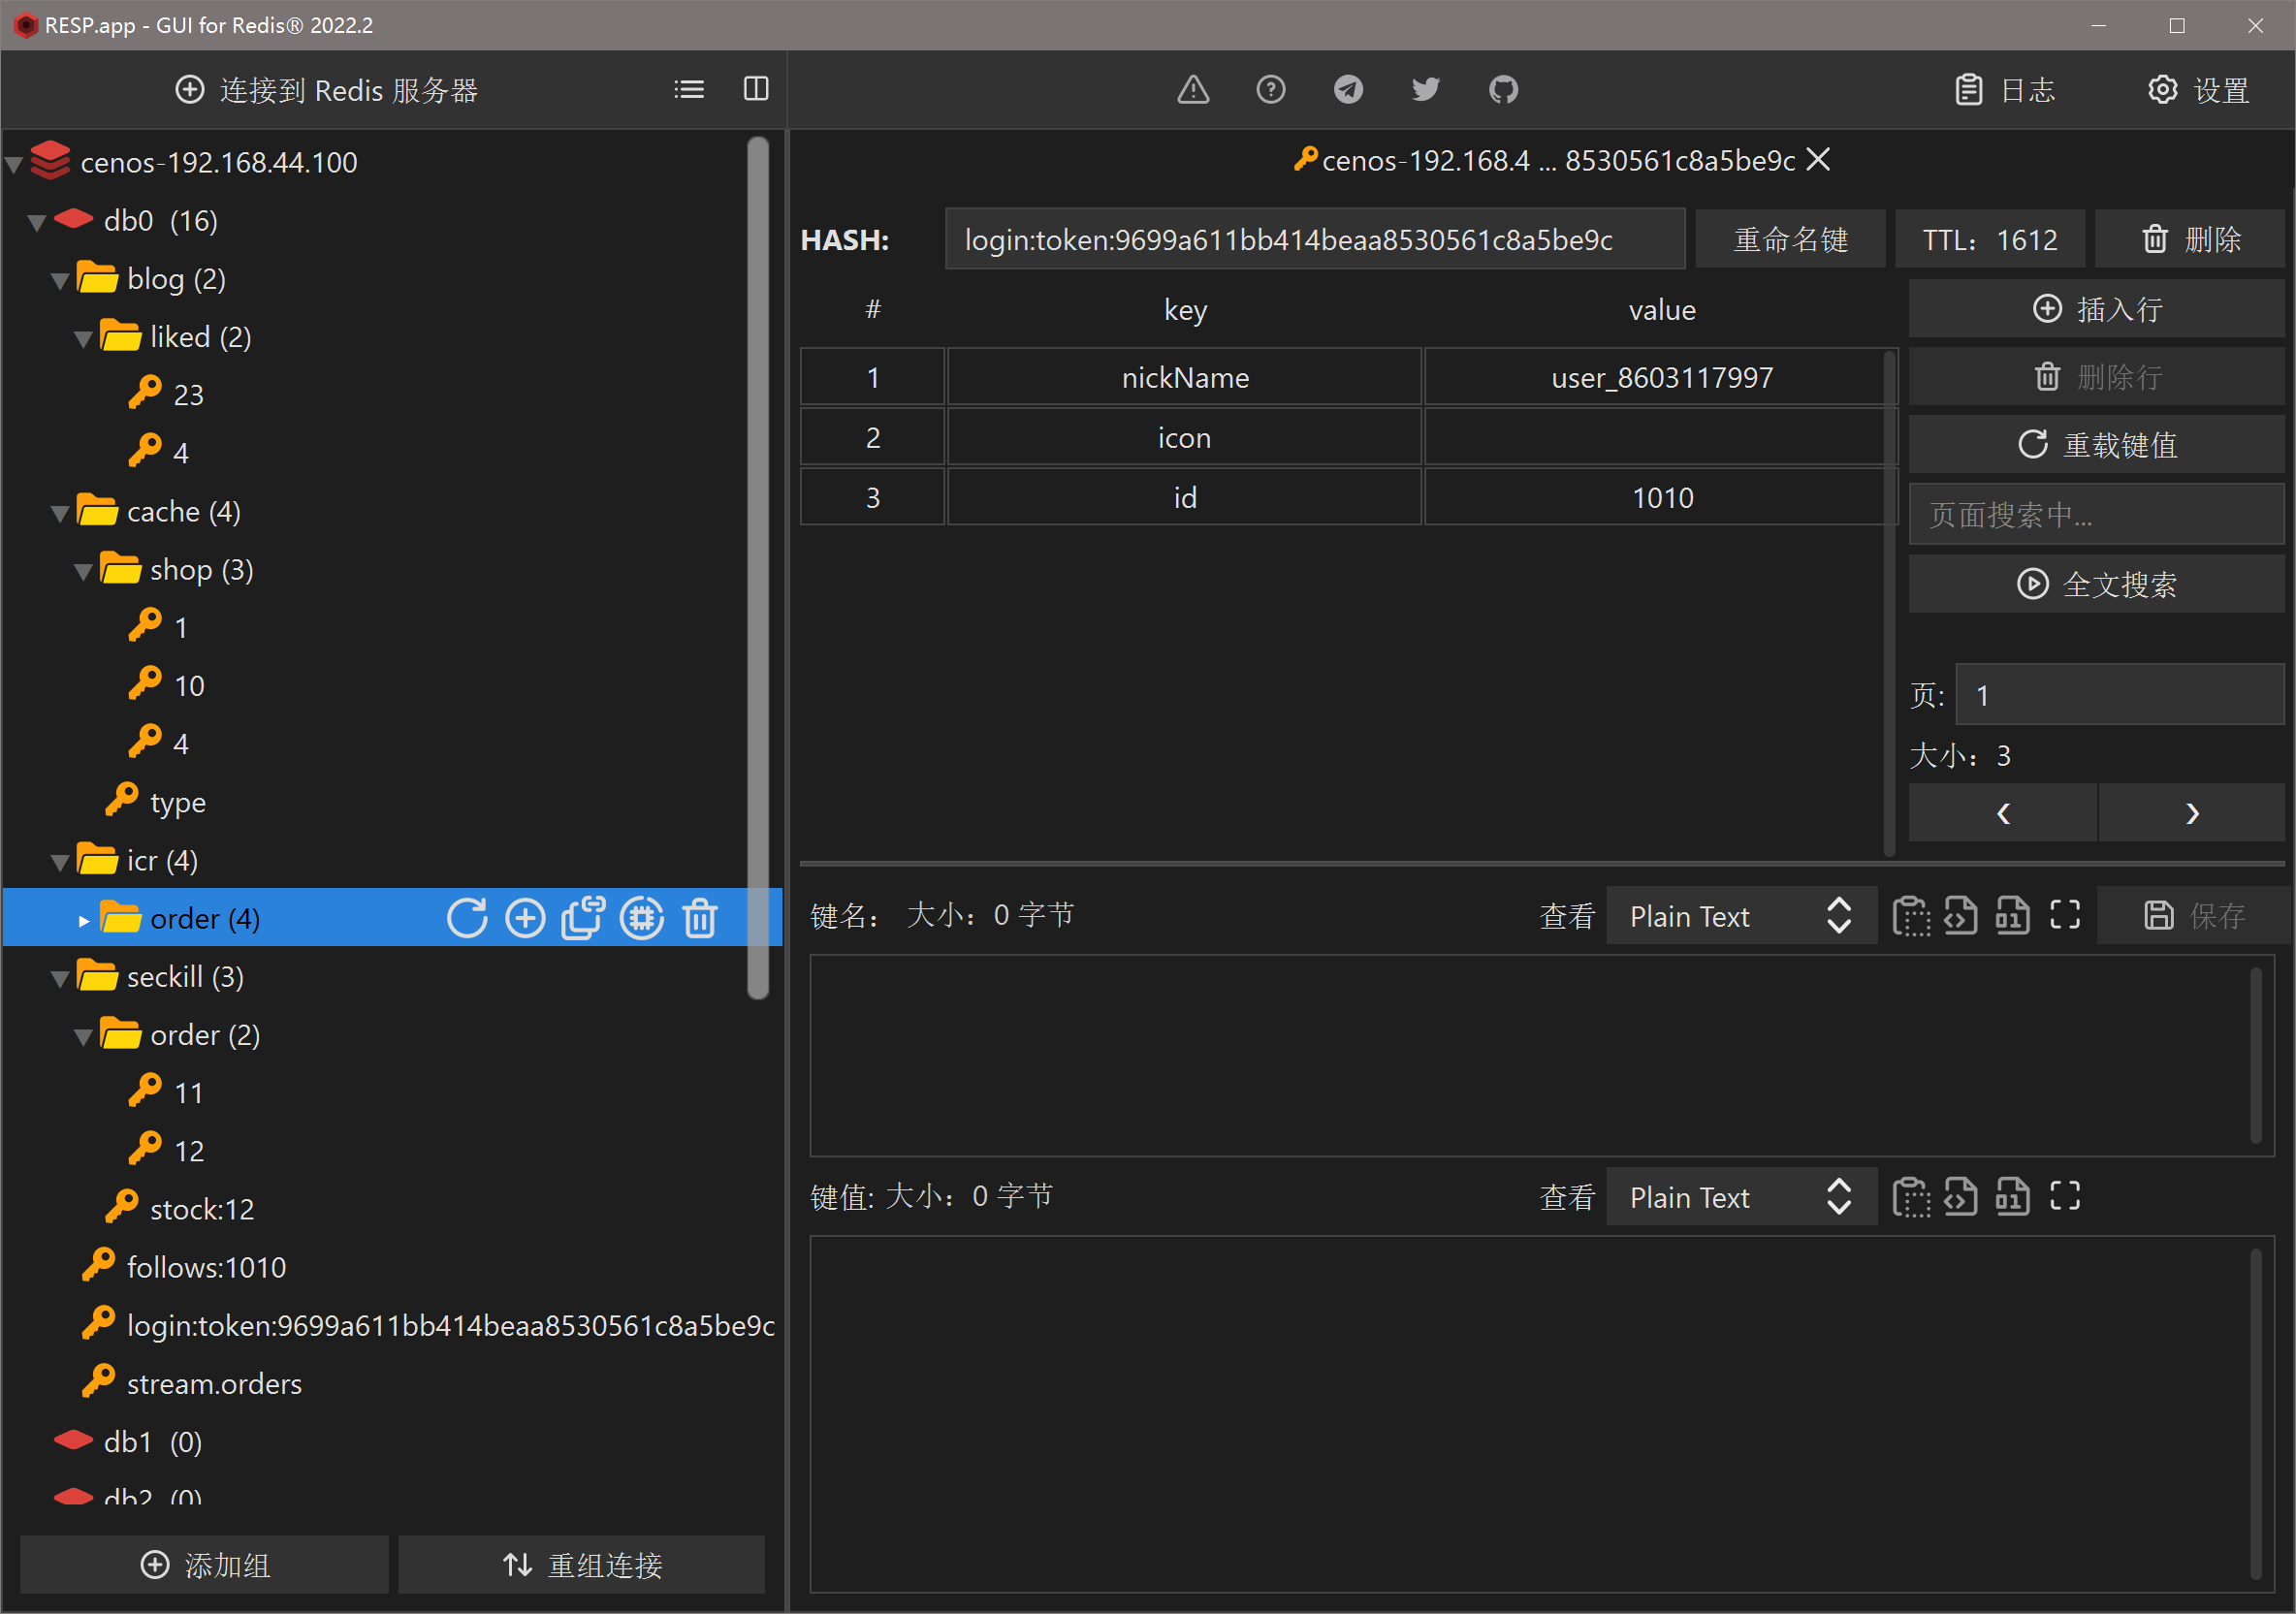 RESP.app - GUI for Redis® 2022.2
连接到 Redis 服务器
日志
设置
cenos-192.168.44.100
db0 (16)
blog (2)
liked (2)
23
4
cache (4)
shop (3)
1
10
4
type
icr (4)
order (4)
seckill (3)
order (2)
11
12
stock:12
follows:1010
login:token:9699a611bb414beaa8530561c8a5be9c
stream.orders
db1 (0)
db2 (0)
添加组
重组连接
cenos-192.168.4 ... 8530561c8a5be9c
HASH: login:token:9699a611bb414beaa8530561c8a5be9c 重命名键 TTL：1612 删除
# key value
1 nickName user_8603117997
2 icon
3 id 1010
插入行
删除行
重载键值
页面搜索中...
全文搜索
页: 1
大小：3
键名： 大小：0 字节 查看 Plain Text 保存
键值: 大小：0 字节 查看 Plain Text